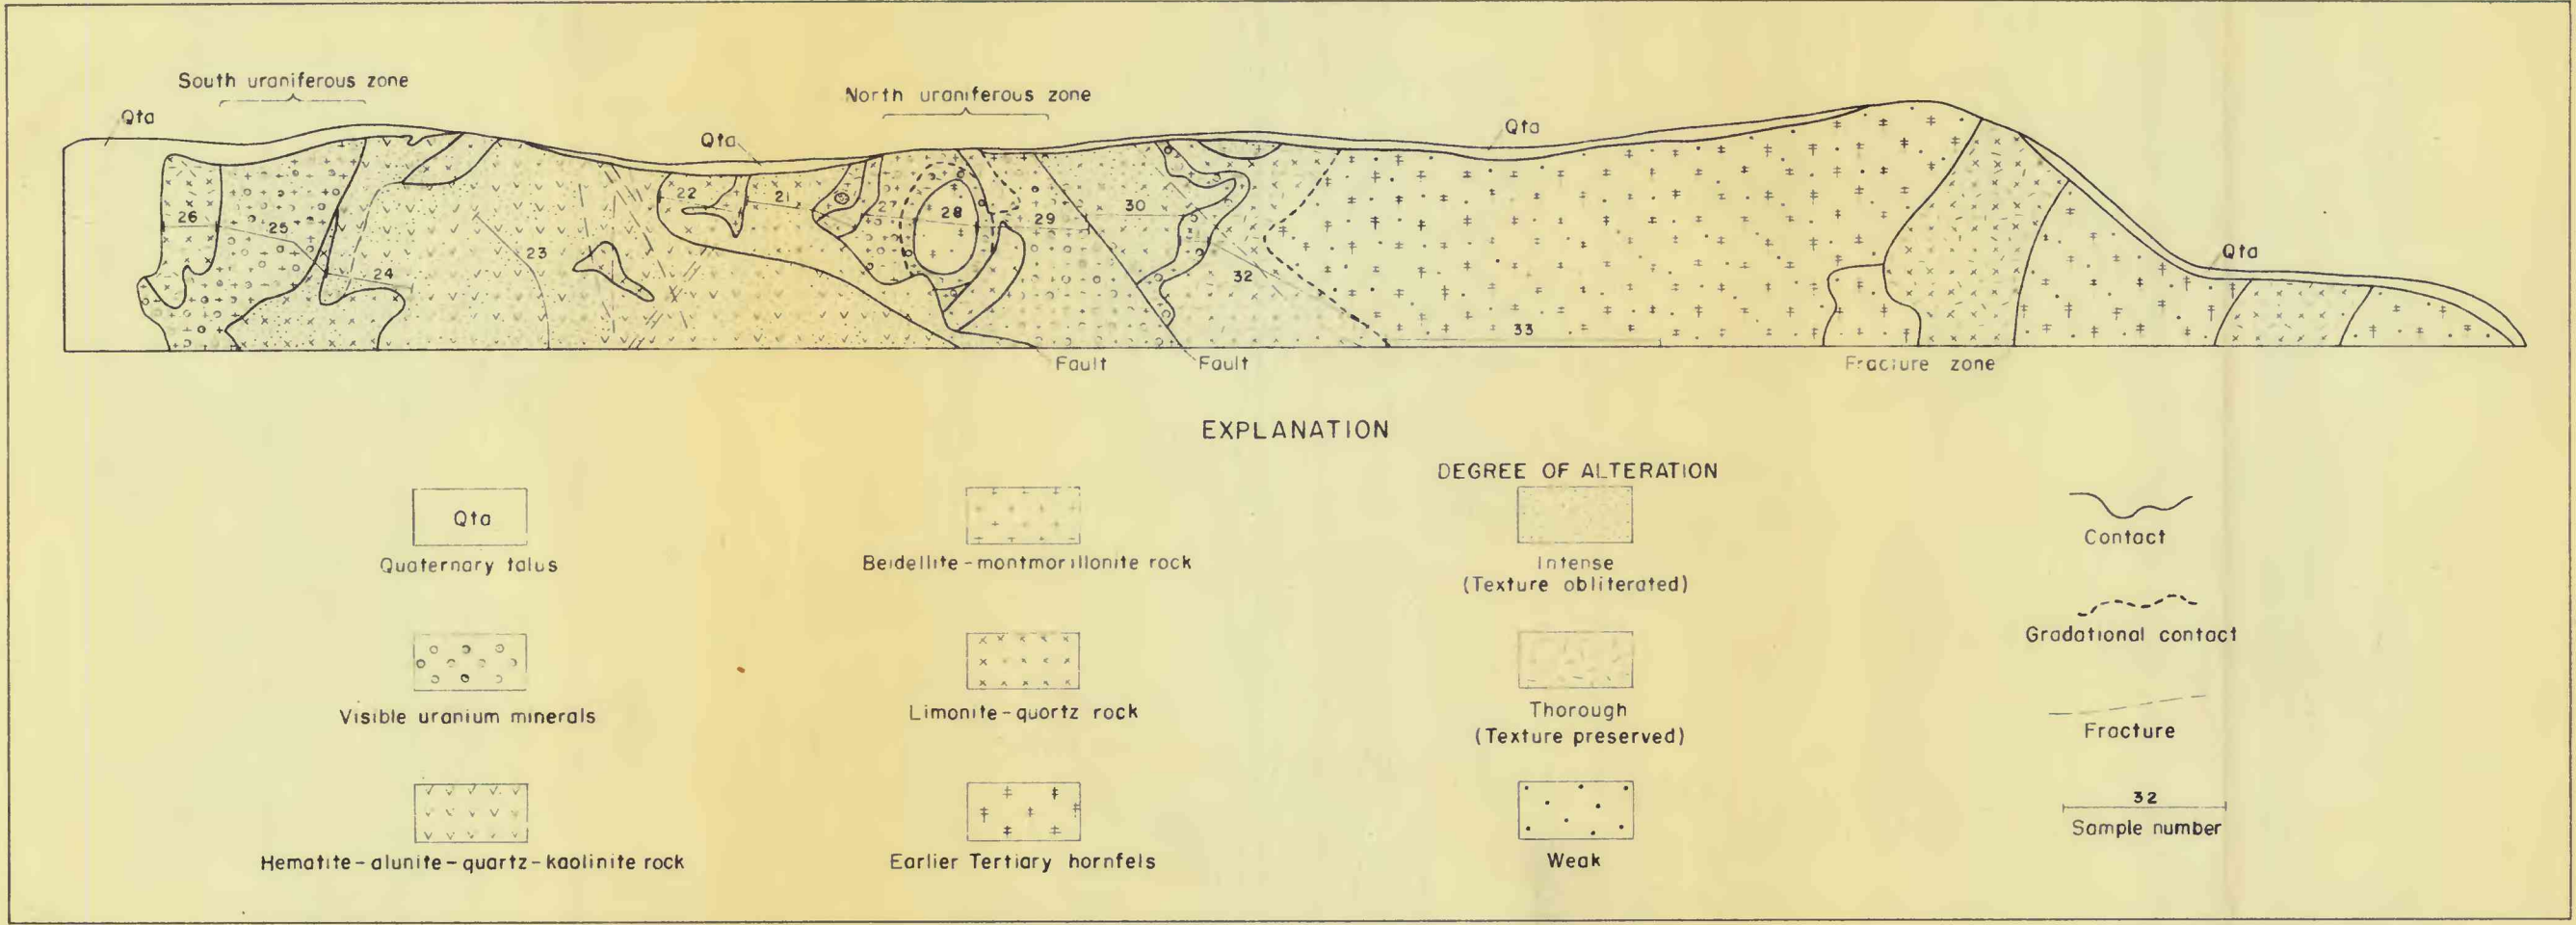 South uraniferous zone
North uraniferous zone
Qta
Qta
Qta
Qta
26
25
24
23
22
21
27
28
29
30
32
33
Fault
Fault
Fracture zone
EXPLANATION
DEGREE OF ALTERATION
Qta
Quaternary talus
Beidellite-montmorillonite rock
Intense
(Texture obliterated)
Contact
Visible uranium minerals
Limonite-quartz rock
Thorough
(Texture preserved)
Gradational contact
Fracture
Hematite-alunite-quartz-kaolinite rock
Earlier Tertiary hornfels
Weak
32
Sample number